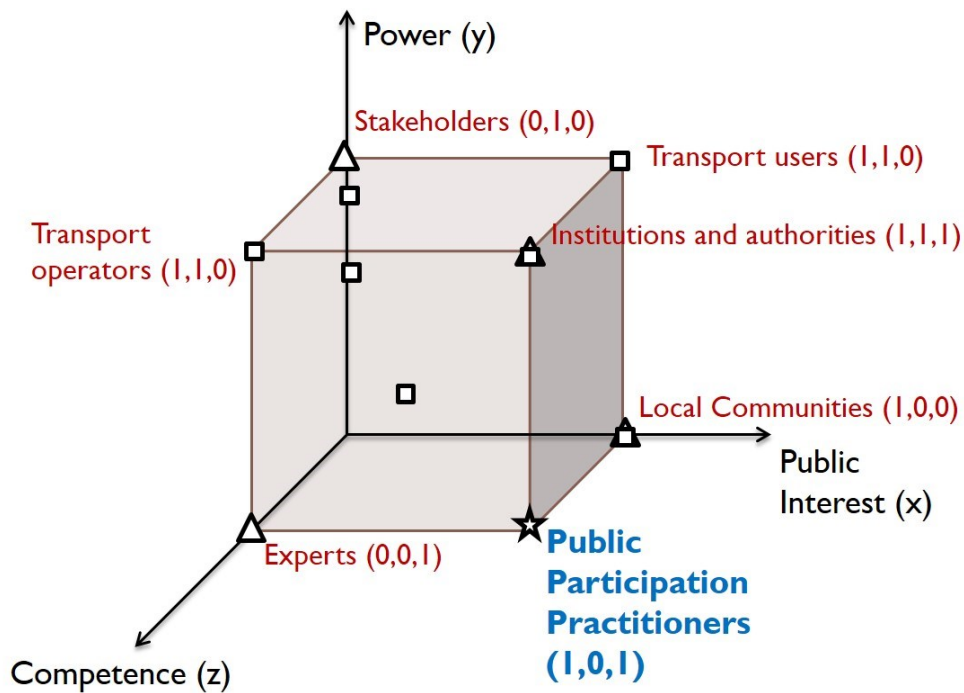 Power (y)
Stakeholders (0,1,0)
Transport users (1,1,0)
Transport
operators (1,1,0)
Institutions and authorities (1,1,1)
Local Communities (1,0,0)
Public
Interest (x)
Experts (0,0,1)
Public
Participation
Practitioners
(1,0,1)
Competence (z)